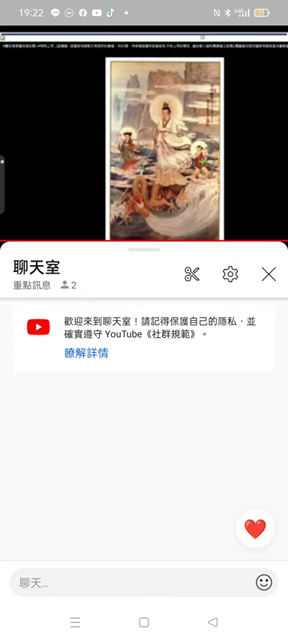 19:22
聊天室
重點訊息 2
歡迎來到聊天室！請記得保護自己的隱私，並
確實遵守 YouTube《社群規範》。
瞭解詳情
聊天...